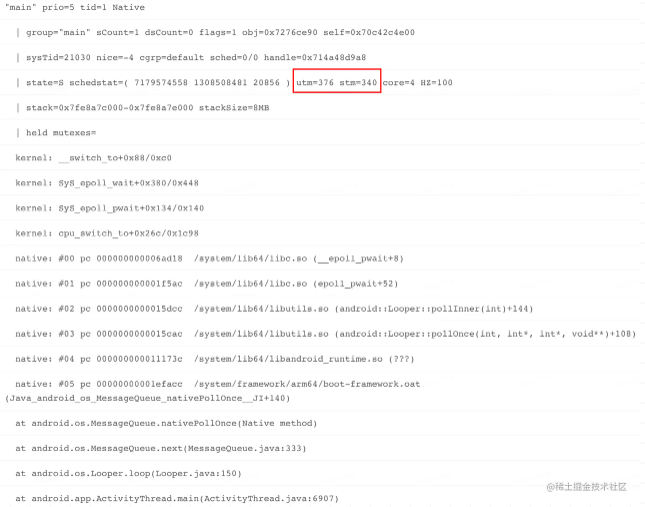 "main" prio=5 tid=1 Native
| group="main" sCount=1 dsCount=0 flags=1 obj=0x7276ce90 self=0x70c42c4e00
| sysTid=21030 nice=-4 cgrp=default sched=0/0 handle=0x714a48d9a8
| state=S schedstat=( 7179574558 1308508481 20856 ) utm=376 stm=340 core=4 HZ=100
| stack=0x7fe8a7c000-0x7fe8a7e000 stackSize=8MB
| held mutexes=
kernel: __switch_to+0x88/0xc0
kernel: SyS_epoll_wait+0x380/0x448
kernel: SyS_epoll_pwait+0x134/0x140
kernel: cpu_switch_to+0x26c/0x1c98
native: #00 pc 000000000006ad18 /system/lib64/libc.so (__epoll_pwait+8)
native: #01 pc 000000000001f5ac /system/lib64/libc.so (epoll_pwait+52)
native: #02 pc 0000000000015dcc /system/lib64/libutils.so (android::Looper::pollInner(int)+144)
native: #03 pc 0000000000015cac /system/lib64/libutils.so (android::Looper::pollOnce(int, int*, int*, void**)+108)
native: #04 pc 000000000011173c /system/lib64/libandroid_runtime.so (???)
native: #05 pc 00000000001efacc /system/framework/arm64/boot-framework.oat
(Java_android_os_MessageQueue_nativePollOnce__JI+140)
at android.os.MessageQueue.nativePollOnce(Native method)
at android.os.MessageQueue.next(MessageQueue.java:333)
at android.os.Looper.loop(Looper.java:150)
at android.app.ActivityThread.main(ActivityThread.java:6907)
@稀土掘金技术社区